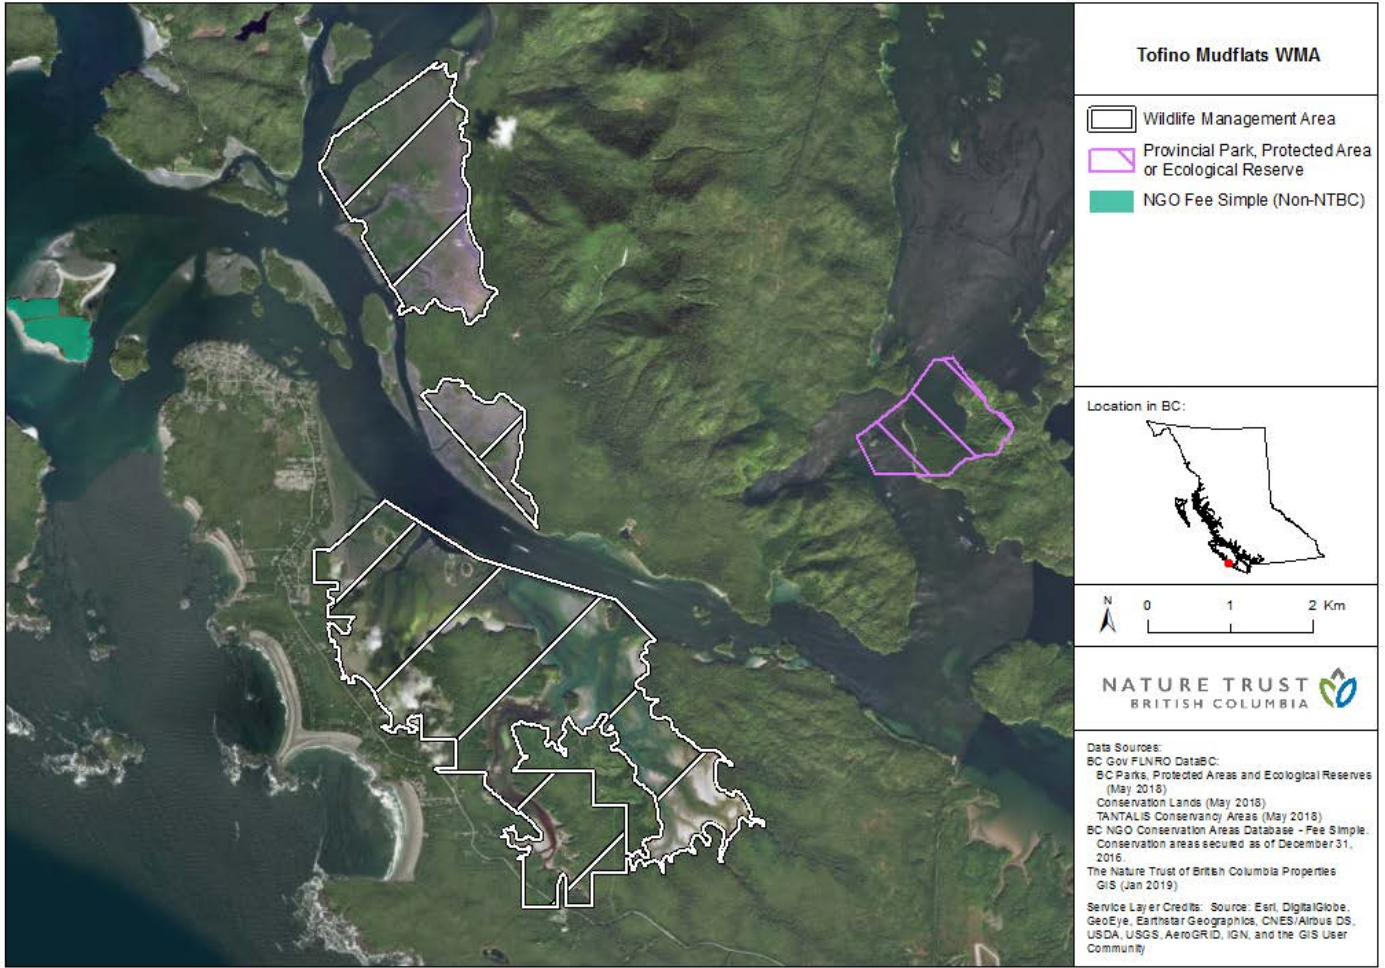 Tofino Mudflats WMA
Wildlife Management Area
Provincial Park, Protected Area
or Ecological Reserve
NGO Fee Simple (Non-NTBC)
Location in BC:
N
0 1 2 Km
NATURE TRUST
BRITISH COLUMBIA
Data Sources:
BC Gov FLNRO DataBC:
BC Parks, Protected Areas and Ecological Reserves
(May 2018)
Conservation Lands (May 2018)
TANTALIS Conservancy Areas (May 2018)
BC NGO Conservation Areas Database - Fee Simple.
Conservation areas secured as of December 31,
2016.
The Nature Trust of British Columbia Properties
GIS (Jan 2019)
Service Layer Credits: Source: Esri, DigitalGlobe,
GeoEye, Earthstar Geographics, CNES/Airbus DS,
USDA, USGS, AeroGRID, IGN, and the GIS User
Community